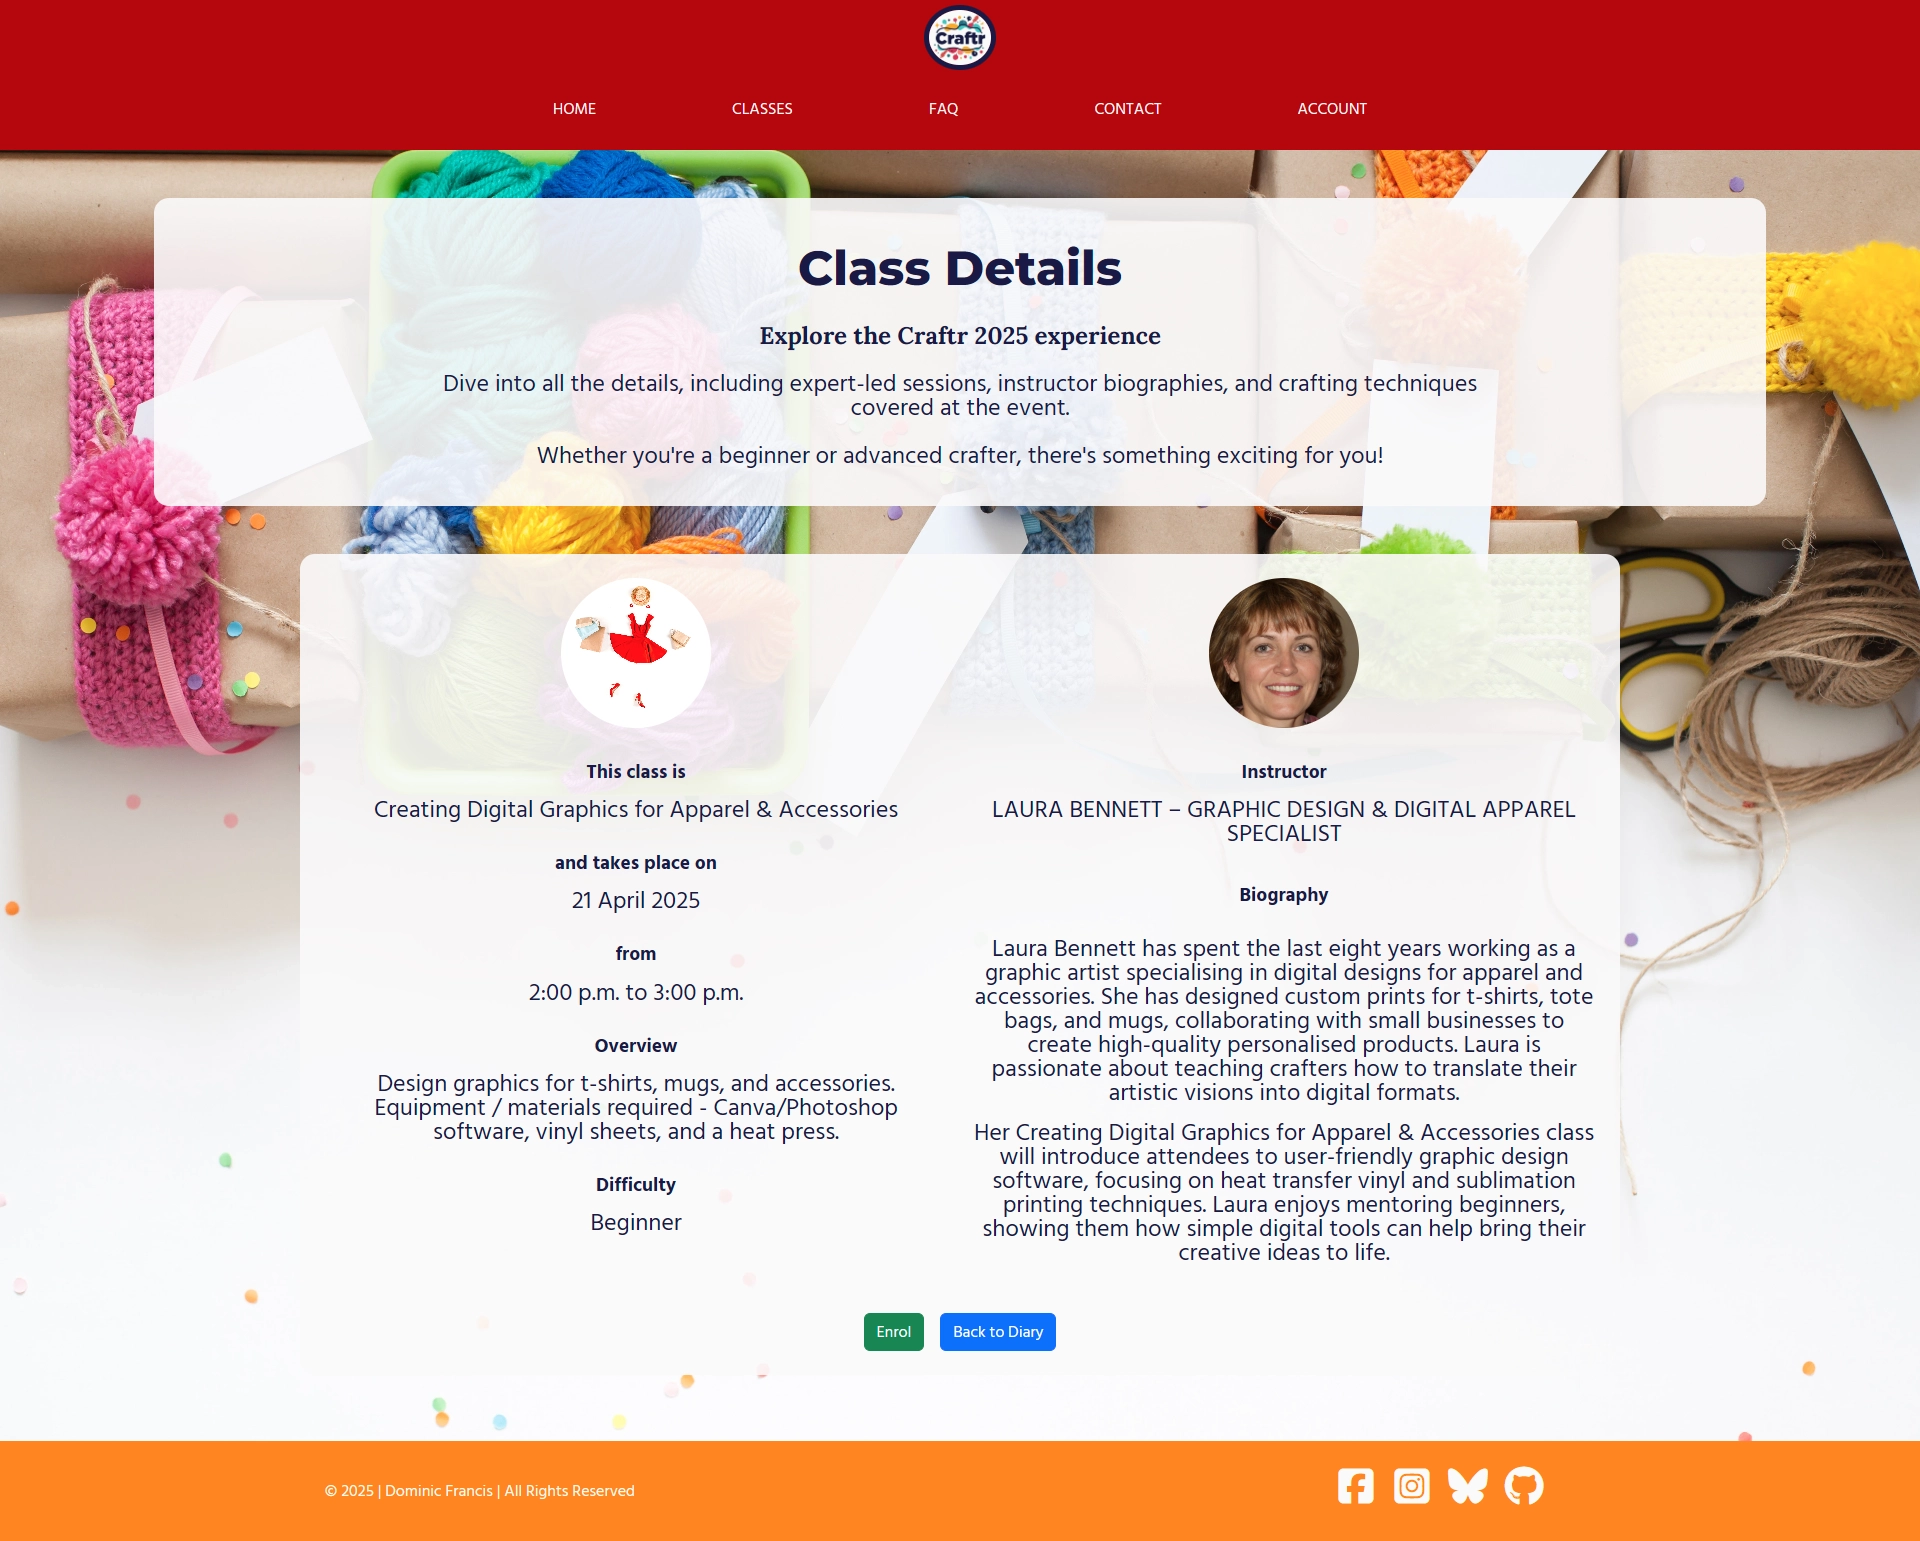 Craftr
HOME
CLASSES
FAQ
CONTACT
ACCOUNT
Class Details
Explore the Craftr 2025 experience
Dive into all the details, including expert-led sessions, instructor biographies, and crafting techniques
covered at the event.
Whether you're a beginner or advanced crafter, there's something exciting for you!
This class is
Creating Digital Graphics for Apparel & Accessories
and takes place on
21 April 2025
from
2:00 p.m. to 3:00 p.m.
Overview
Design graphics for t-shirts, mugs, and accessories.
Equipment / materials required - Canva/Photoshop
software, vinyl sheets, and a heat press.
Difficulty
Beginner
Instructor
LAURA BENNETT – GRAPHIC DESIGN & DIGITAL APPAREL
SPECIALIST
Biography
Laura Bennett has spent the last eight years working as a
graphic artist specialising in digital designs for apparel and
accessories. She has designed custom prints for t-shirts, tote
bags, and mugs, collaborating with small businesses to
create high-quality personalised products. Laura is
passionate about teaching crafters how to translate their
artistic visions into digital formats.
Her Creating Digital Graphics for Apparel & Accessories class
will introduce attendees to user-friendly graphic design
software, focusing on heat transfer vinyl and sublimation
printing techniques. Laura enjoys mentoring beginners,
showing them how simple digital tools can help bring their
creative ideas to life.
Enrol
Back to Diary
© 2025 | Dominic Francis | All Rights Reserved